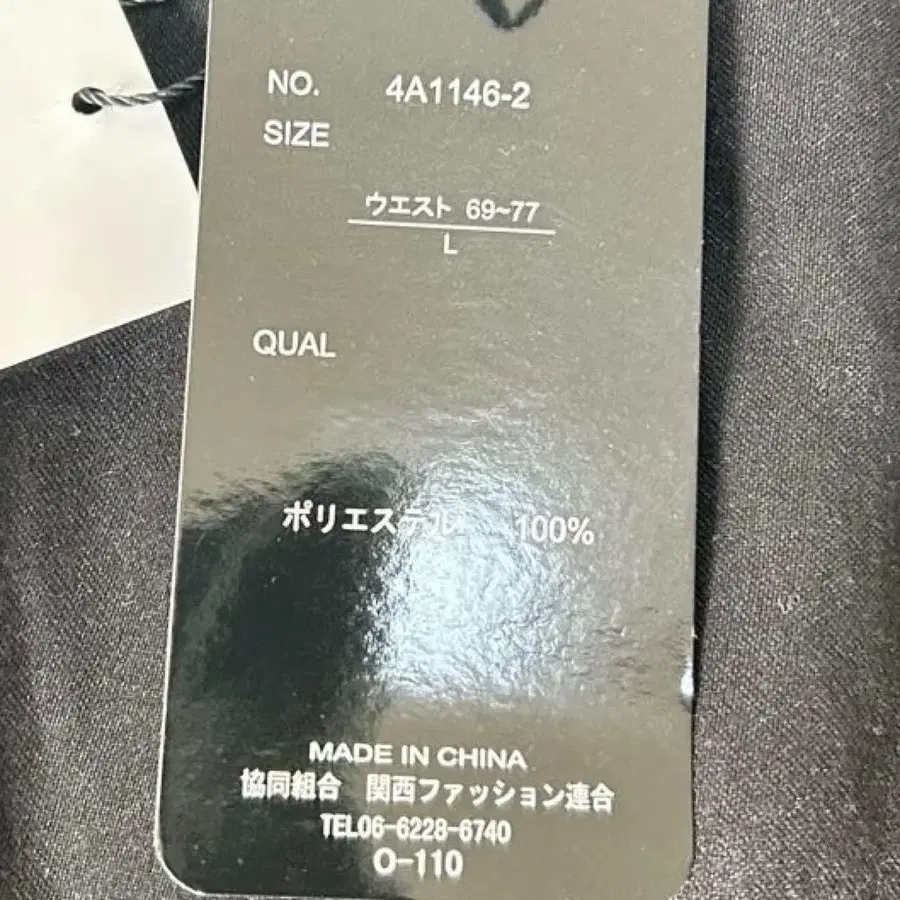 NO. 4A1146-2
SIZE
ウエスト 69~77
L
QUAL
ポリエステル 100%
MADE IN CHINA
協同組合 関西ファッション連合
TEL06-6228-6740
O-110